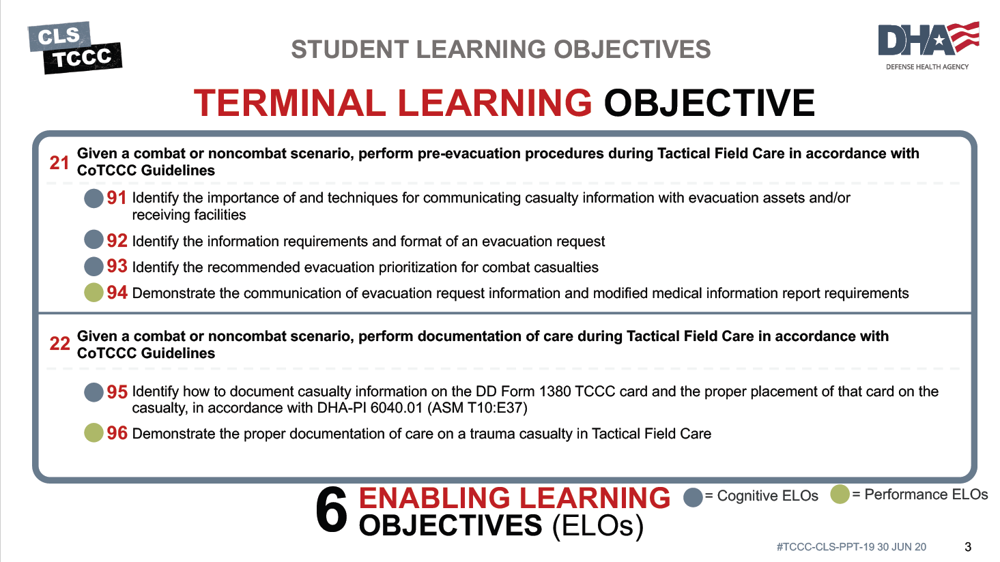 CLS
TCCC
STUDENT LEARNING OBJECTIVES
DHA
DEFENSE HEALTH AGENCY
TERMINAL LEARNING OBJECTIVE
21 Given a combat or noncombat scenario, perform pre-evacuation procedures during Tactical Field Care in accordance with
CoTCCC Guidelines
91 Identify the importance of and techniques for communicating casualty information with evacuation assets and/or
receiving facilities
92 Identify the information requirements and format of an evacuation request
93 Identify the recommended evacuation prioritization for combat casualties
94 Demonstrate the communication of evacuation request information and modified medical information report requirements
22 Given a combat or noncombat scenario, perform documentation of care during Tactical Field Care in accordance with
CoTCCC Guidelines
95 Identify how to document casualty information on the DD Form 1380 TCCC card and the proper placement of that card on the
casualty, in accordance with DHA-PI 6040.01 (ASM T10:E37)
96 Demonstrate the proper documentation of care on a trauma casualty in Tactical Field Care
6 ENABLING LEARNING
OBJECTIVES (ELOs)
= Cognitive ELOs = Performance ELOs
#TCCC-CLS-PPT-19 30 JUN 20 3